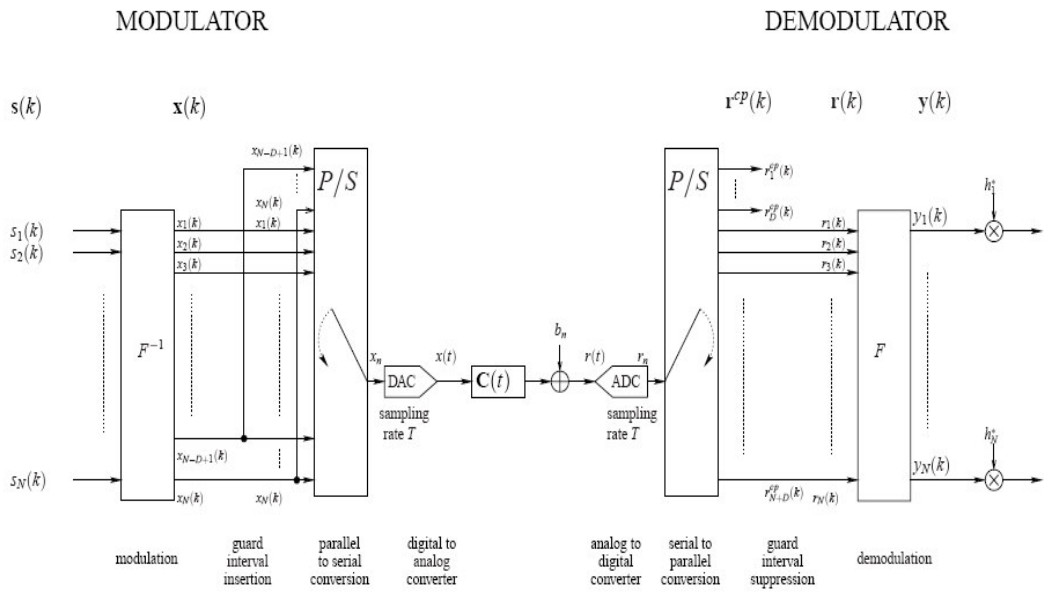 MODULATOR
DEMODULATOR
s(k)
x(k)
r^{cp}(k)
r(k)
y(k)
x_{N-D+1}(k)
P/S
x_N(k)
x_1(k)
x_1(k)
x_2(k)
x_3(k)
s_1(k)
s_2(k)
s_N(k)
F^{-1}
x_{N-D+1}(k)
x_N(k)
x_N(k)
x_n
DAC
sampling
rate T
x(t)
C(t)
b_n
r(t)
ADC
sampling
rate T
r_n
P/S
r_1^{cp}(k)
r_D^{cp}(k)
r_1(k)
r_2(k)
r_3(k)
r_{N+D}^{cp}(k)
r_N(k)
F
y_1(k)
h_1^*
y_N(k)
h_N^*
modulation
guard
interval
insertion
parallel
to serial
conversion
digital to
analog
converter
analog to
digital
converter
serial to
parallel
conversion
guard
interval
suppression
demodulation